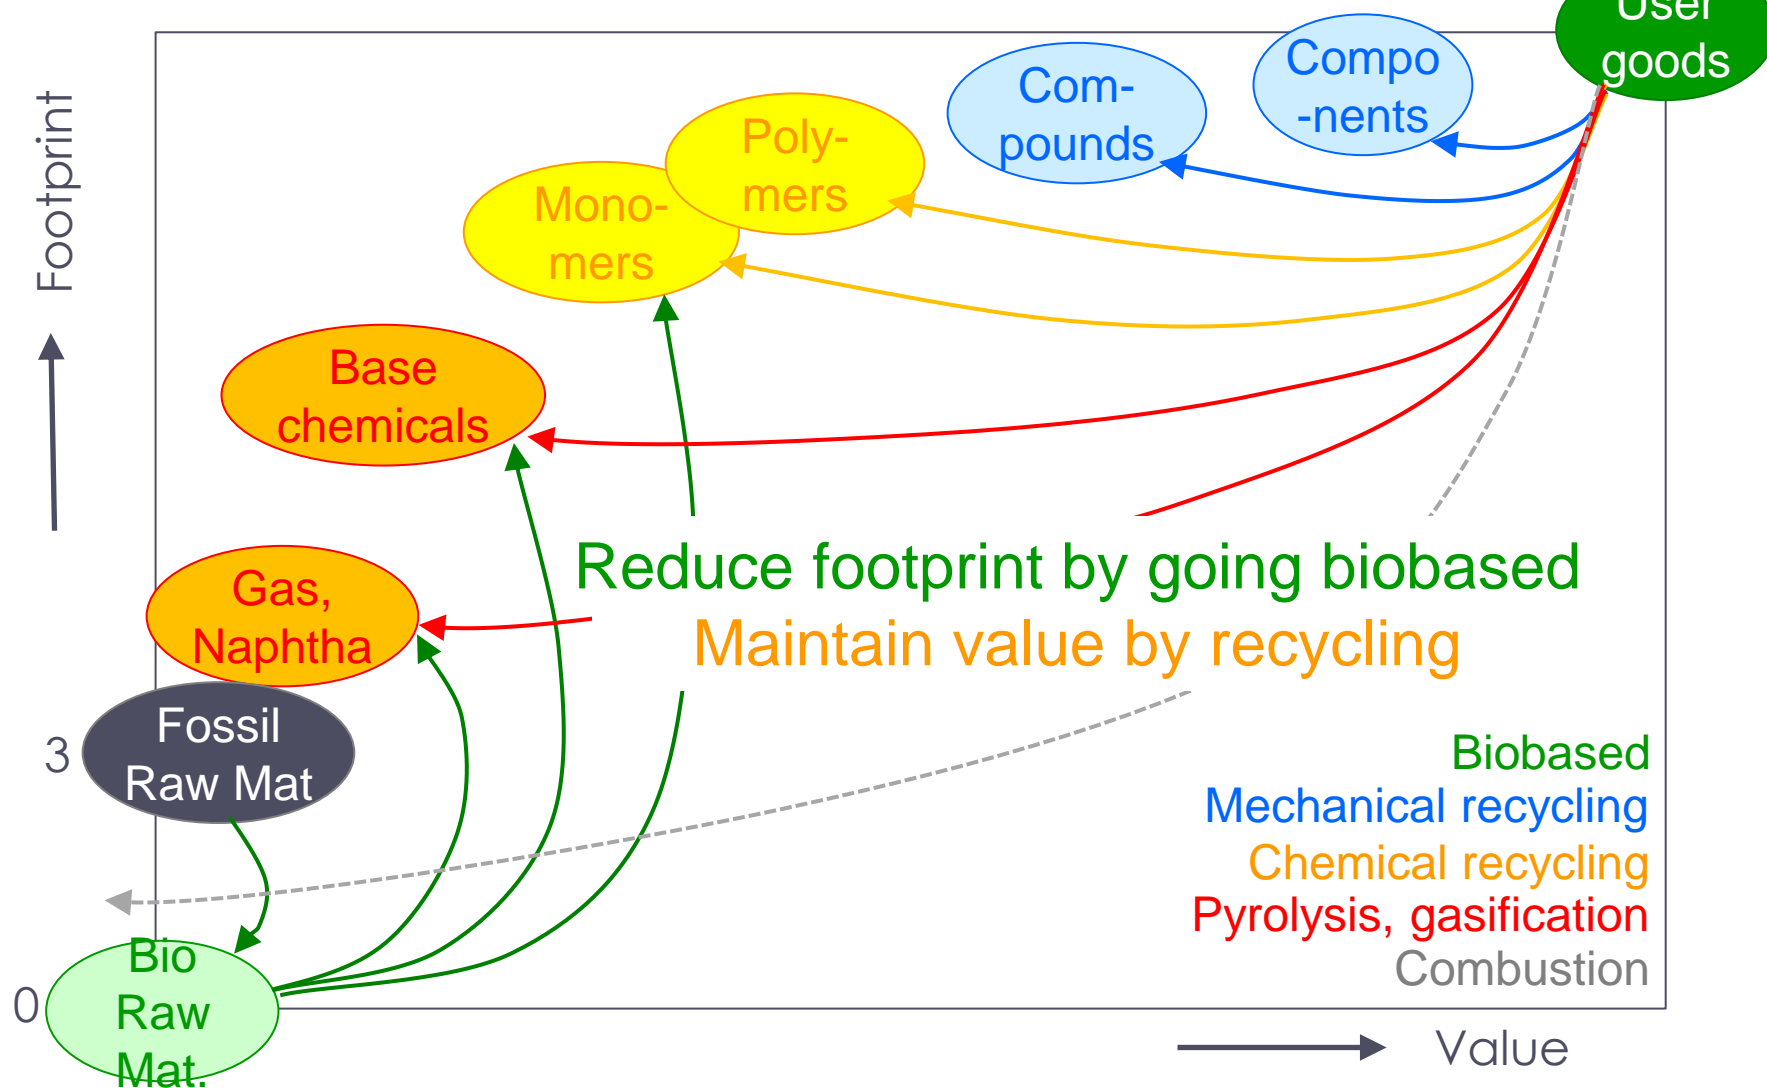 User
goods
Compo
-nents
Com-
pounds
Poly-
mers
Mono-
mers
Footprint
Base
chemicals
Reduce footprint by going biobased
Maintain value by recycling
Gas,
Naphtha
Fossil
Raw Mat
3
Biobased
Mechanical recycling
Chemical recycling
Pyrolysis, gasification
Combustion
Bio
Raw
Mat.
0
Value